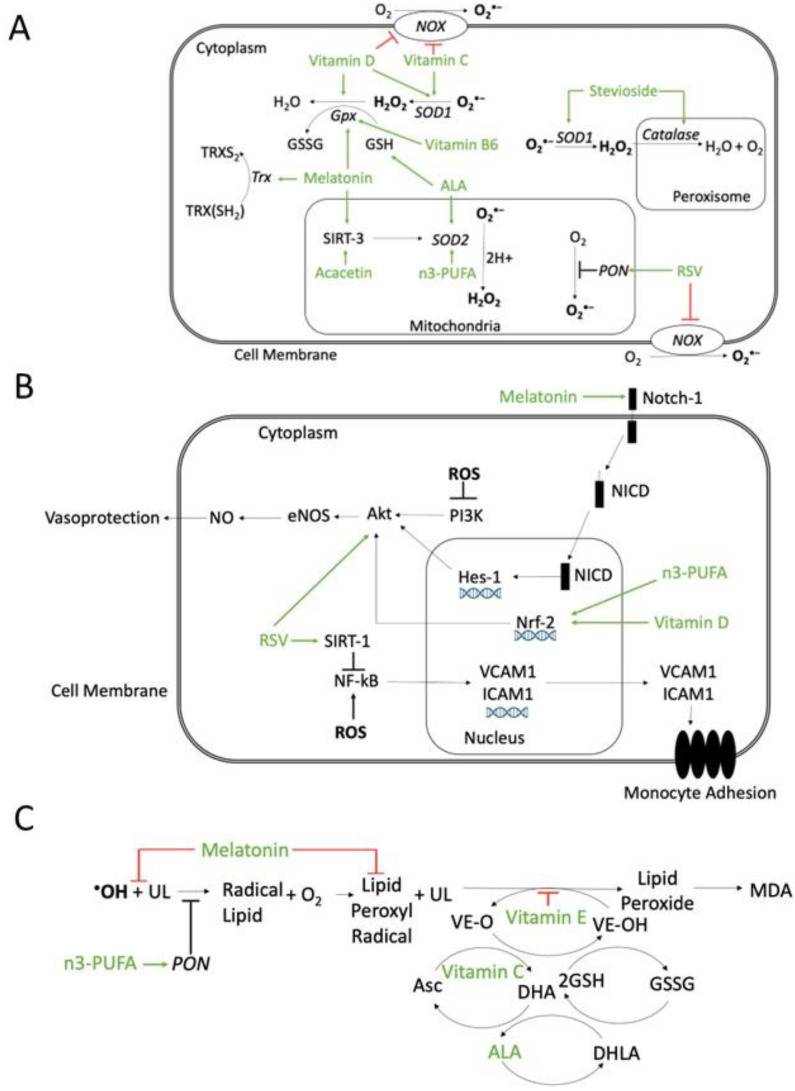 A
O₂
O₂•−
NOX
Cytoplasm
Vitamin D
Vitamin C
H₂O
H₂O₂
SOD1
O₂•−
Gpx
GSSG
GSH
Vitamin B6
TRXS₂
Trx
Melatonin
TRX(SH₂)
ALA
Stevioside
O₂•−
SOD1
H₂O₂
Catalase
H₂O + O₂
Peroxisome
O₂•−
SIRT-3
SOD2
2H+
Acacetin
n3-PUFA
H₂O₂
O₂
PON
RSV
O₂•−
Mitochondria
Cell Membrane
NOX
O₂
O₂•−
B
Melatonin
Notch-1
Cytoplasm
NICD
ROS
Vasoprotection
NO
eNOS
Akt
PI3K
Hes-1
NICD
n3-PUFA
Nrf-2
Vitamin D
RSV
SIRT-1
NF-kB
VCAM1
ICAM1
VCAM1
ICAM1
Cell Membrane
ROS
Nucleus
Monocyte Adhesion
C
Melatonin
•OH + UL
Radical
Lipid
+ O₂
Lipid
Peroxyl
Radical
+ UL
Lipid
Peroxide
MDA
VE-O
Vitamin E
VE-OH
n3-PUFA
PON
Asc
Vitamin C
DHA
2GSH
GSSG
ALA
DHLA